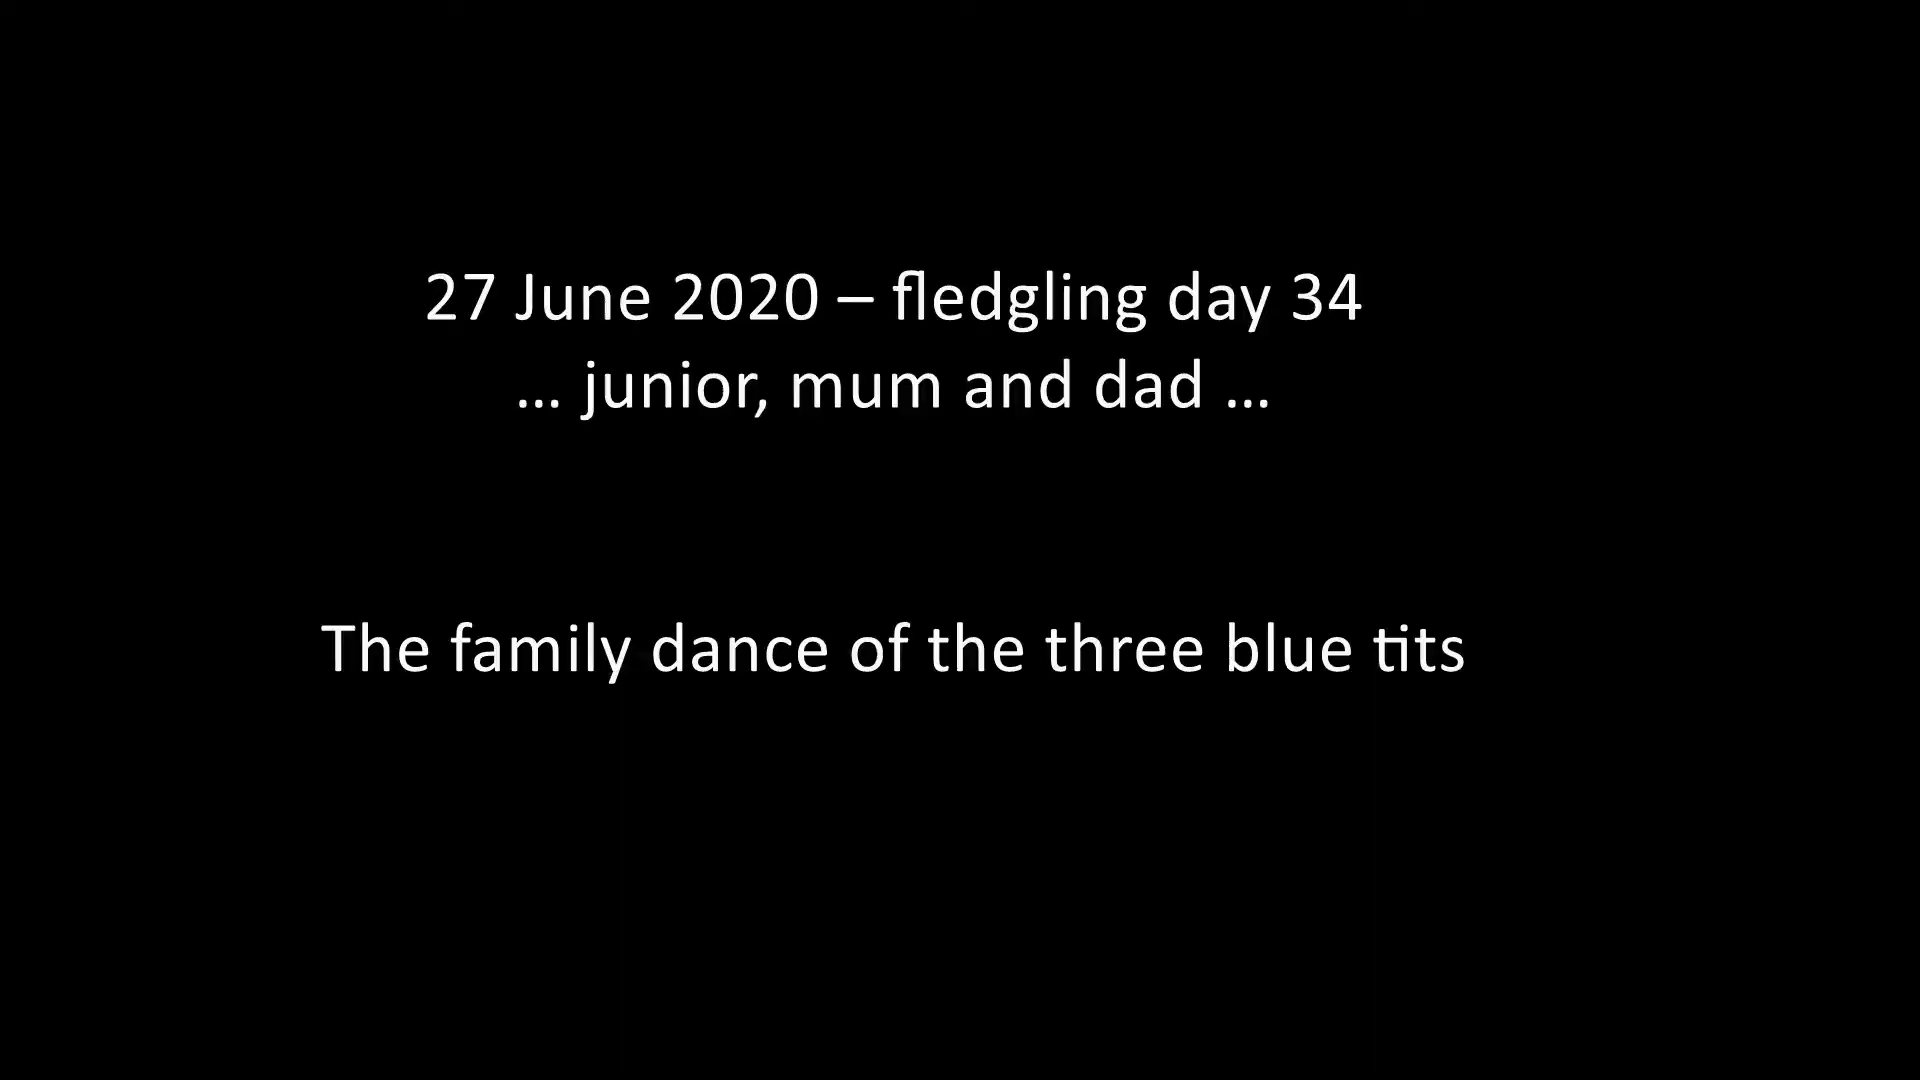 27 June 2020 – fledgling day 34
... junior, mum and dad ...
The family dance of the three blue tits